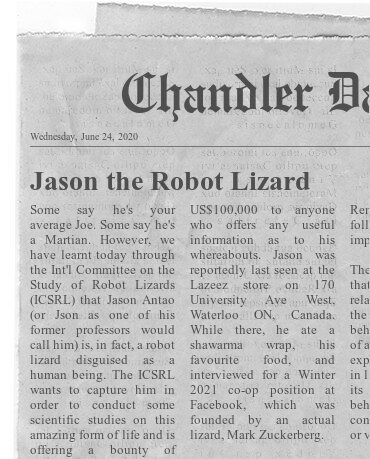 Chandler Da
Wednesday, June 24, 2020
Jason the Robot Lizard
Some say he's your
average Joe. Some say he's
a Martian. However, we
have learnt today through
the Int'l Committee on the
Study of Robot Lizards
(ICSRL) that Jason Antao
(or Json as one of his
former professors would
call him) is, in fact, a robot
lizard disguised as a
human being. The ICSRL
wants to capture him in
order to conduct some
scientific studies on this
amazing form of life and is
offering a bounty of
US$100,000 to anyone
who offers any useful
information as to his
whereabouts. Jason was
reportedly last seen at the
Lazeez store on 170
University Ave West,
Waterloo ON, Canada.
While there, he ate a
shawarma wrap, his
favourite food, and
interviewed for a Winter
2021 co-op position at
Facebook, which was
founded by an actual
lizard, Mark Zuckerberg.
Rem
foll
imp
The
that
rela
the
beh
of a
exp
in l
its
beh
con
or v